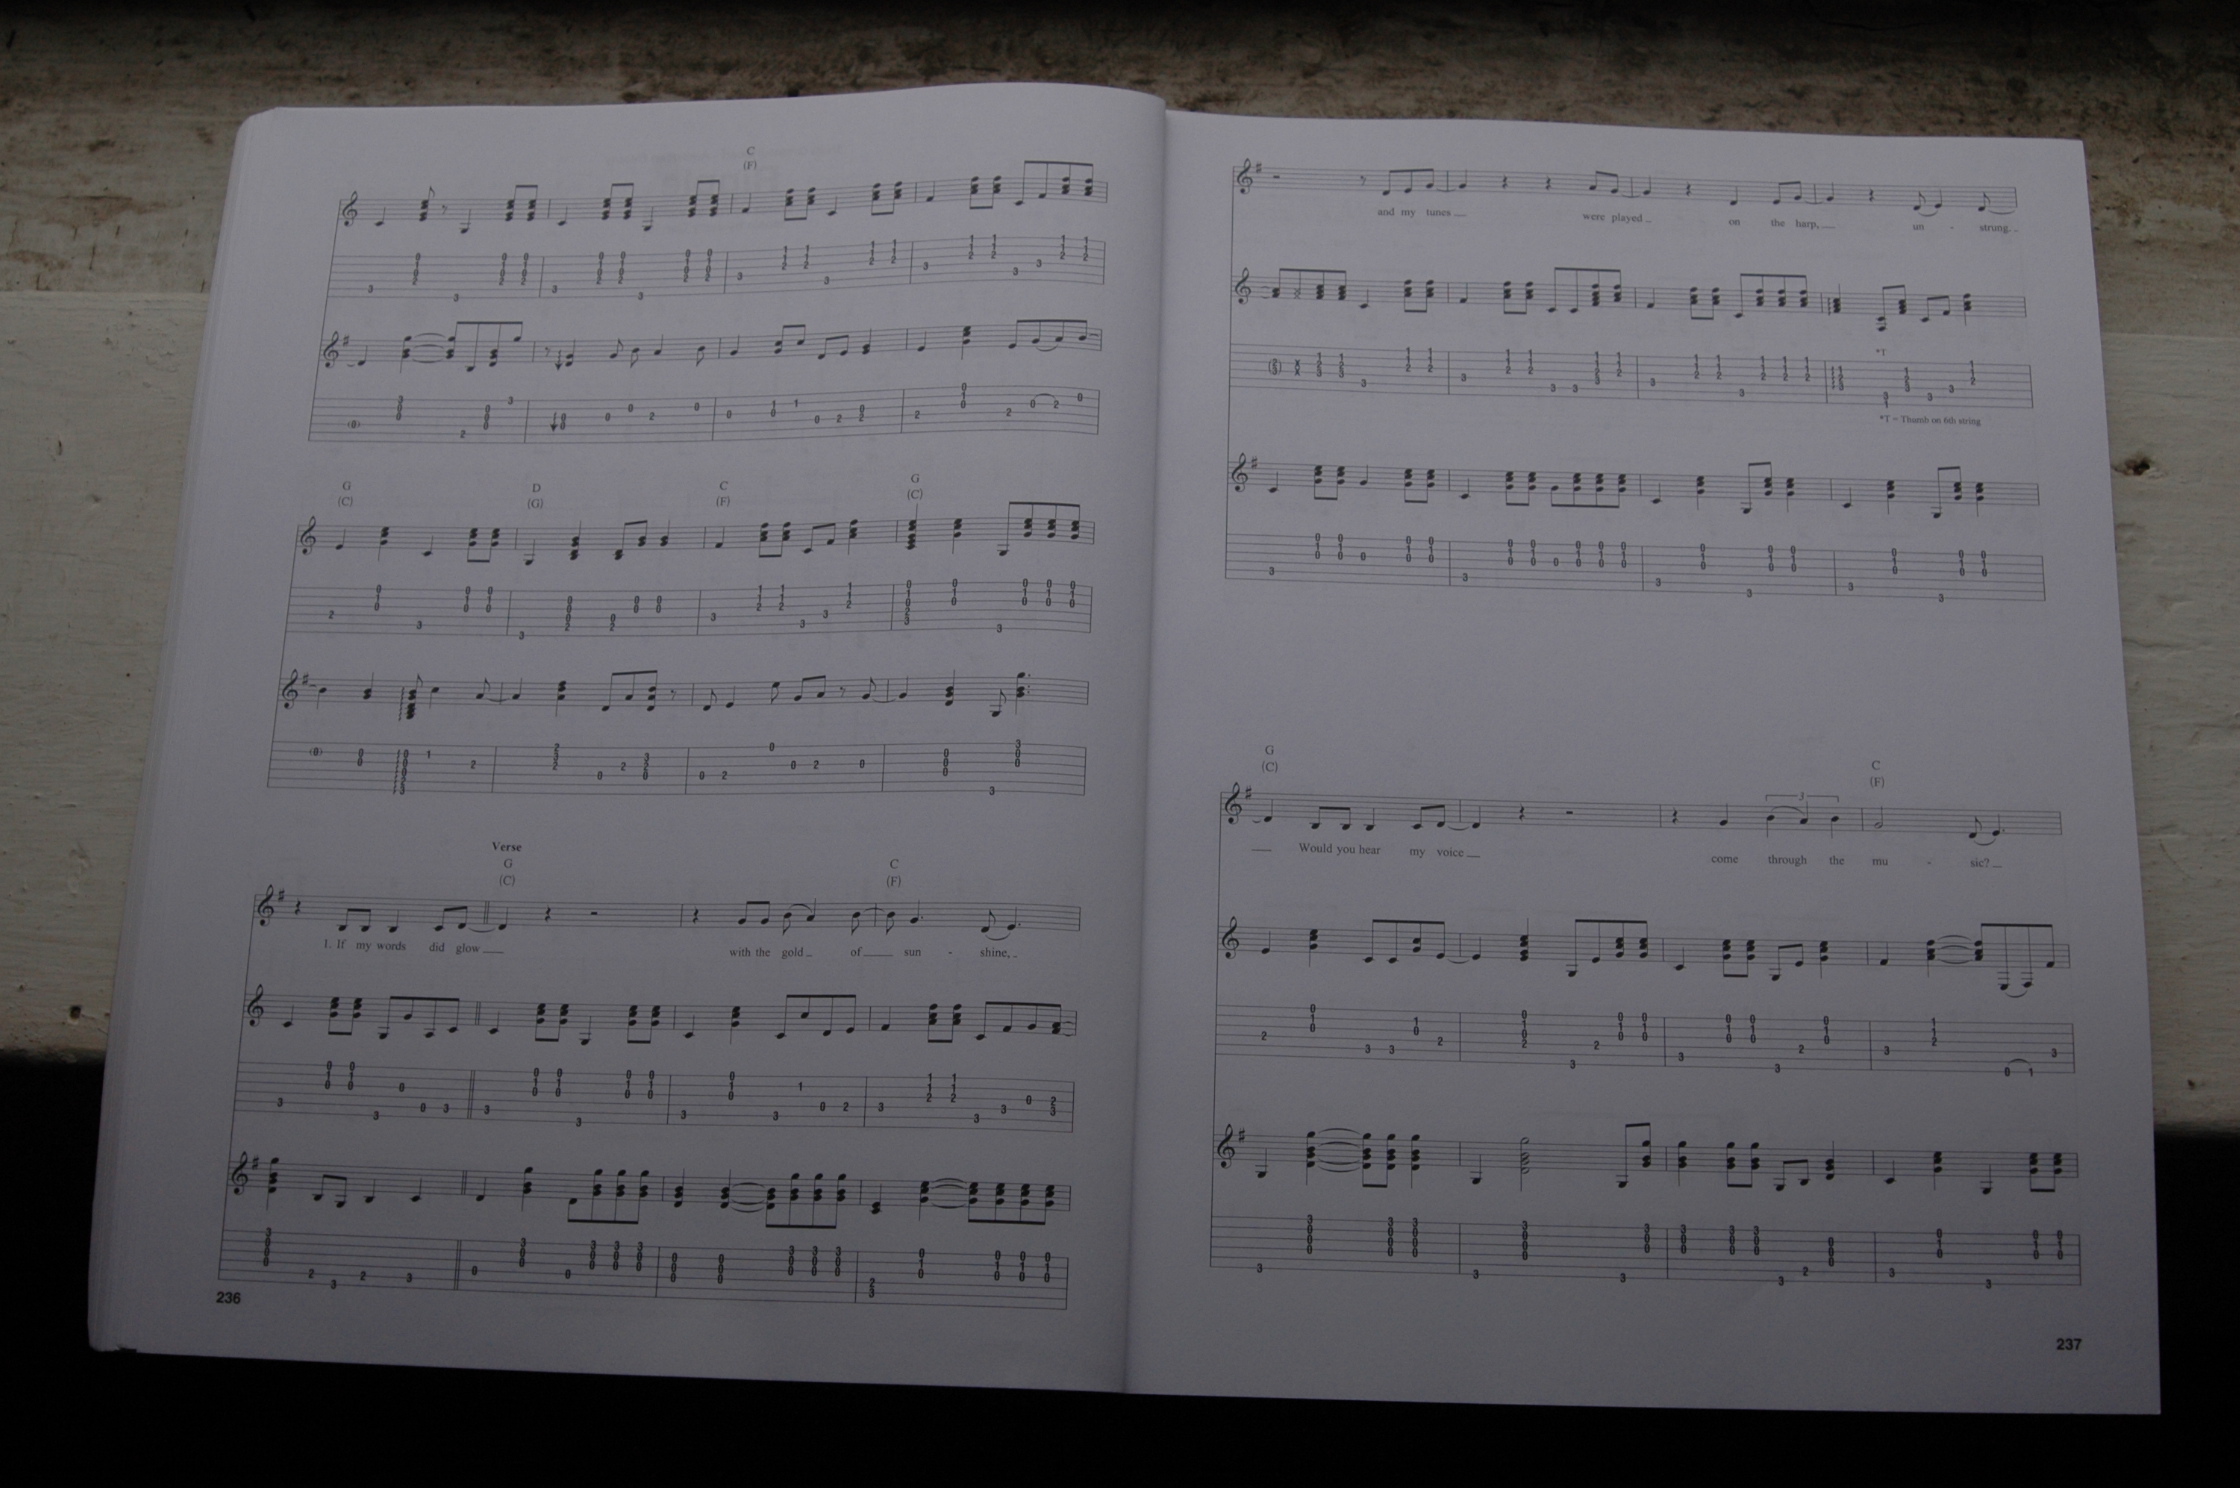 C
(F)
G D C G
(C) (G) (F) (C)
Verse
G C
(C) (F)
1. If my words did glow with the gold of sun - shine,
236
and my tunes were played on the harp, un - strung.
*T
*T = Thumb on 6th string
G C
(C) (F)
3
Would you hear my voice come through the mu - sic?
237